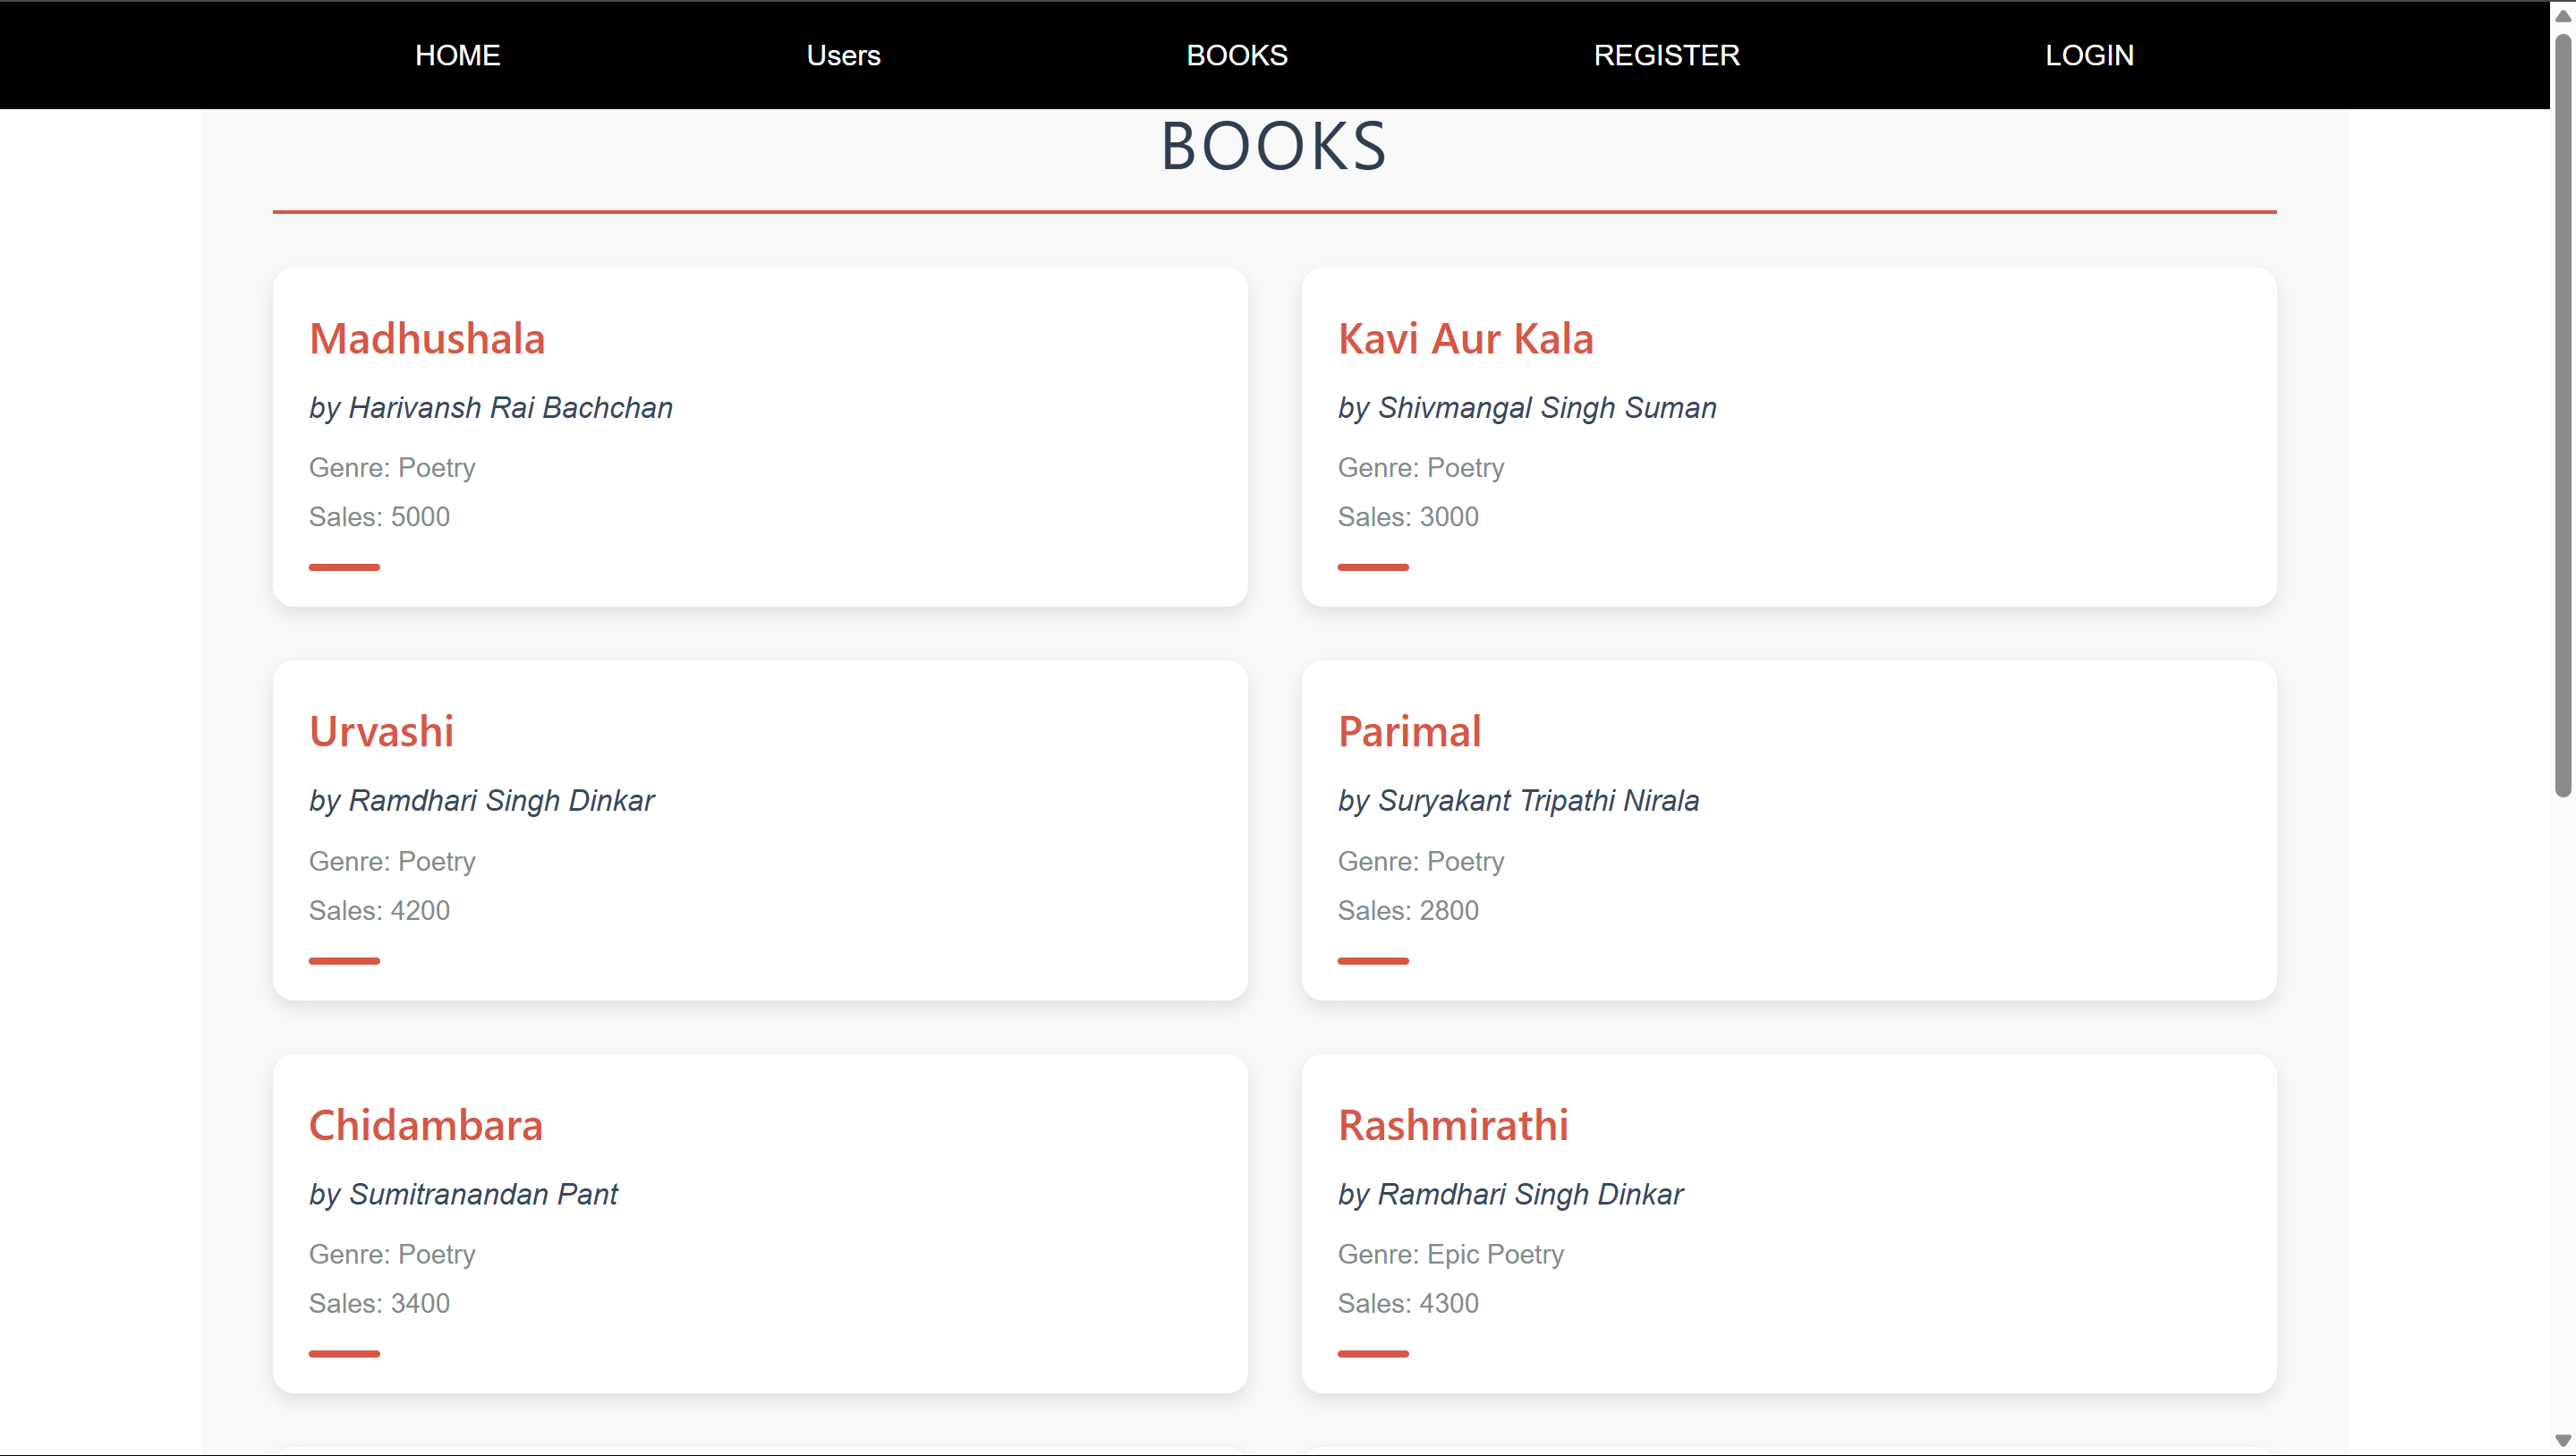 HOME Users BOOKS REGISTER LOGIN
BOOKS
Madhushala
by Harivansh Rai Bachchan
Genre: Poetry
Sales: 5000
Kavi Aur Kala
by Shivmangal Singh Suman
Genre: Poetry
Sales: 3000
Urvashi
by Ramdhari Singh Dinkar
Genre: Poetry
Sales: 4200
Parimal
by Suryakant Tripathi Nirala
Genre: Poetry
Sales: 2800
Chidambara
by Sumitranandan Pant
Genre: Poetry
Sales: 3400
Rashmirathi
by Ramdhari Singh Dinkar
Genre: Epic Poetry
Sales: 4300